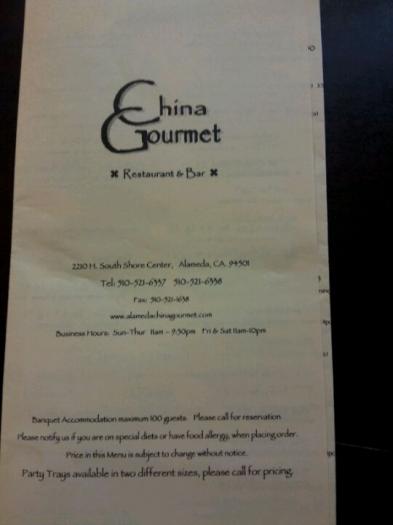 China
Gourmet
⌘ Restaurant & Bar ⌘
2210 H. South Shore Center, Alameda, CA. 94501
Tel: 510-521-6337 510-521-6338
Fax: 510-521-1638
www.alamedachinagourmet.com
Business Hours: Sun-Thur 11am - 9:30pm Fri & Sat 11am-10pm
Banquet Accommodation maximum 100 guests. Please call for reservation
Please notify us if you are on special diets or have food allergy, when placing order.
Price in this Menu is subject to change without notice.
Party Trays available in two different sizes, please call for pricing.